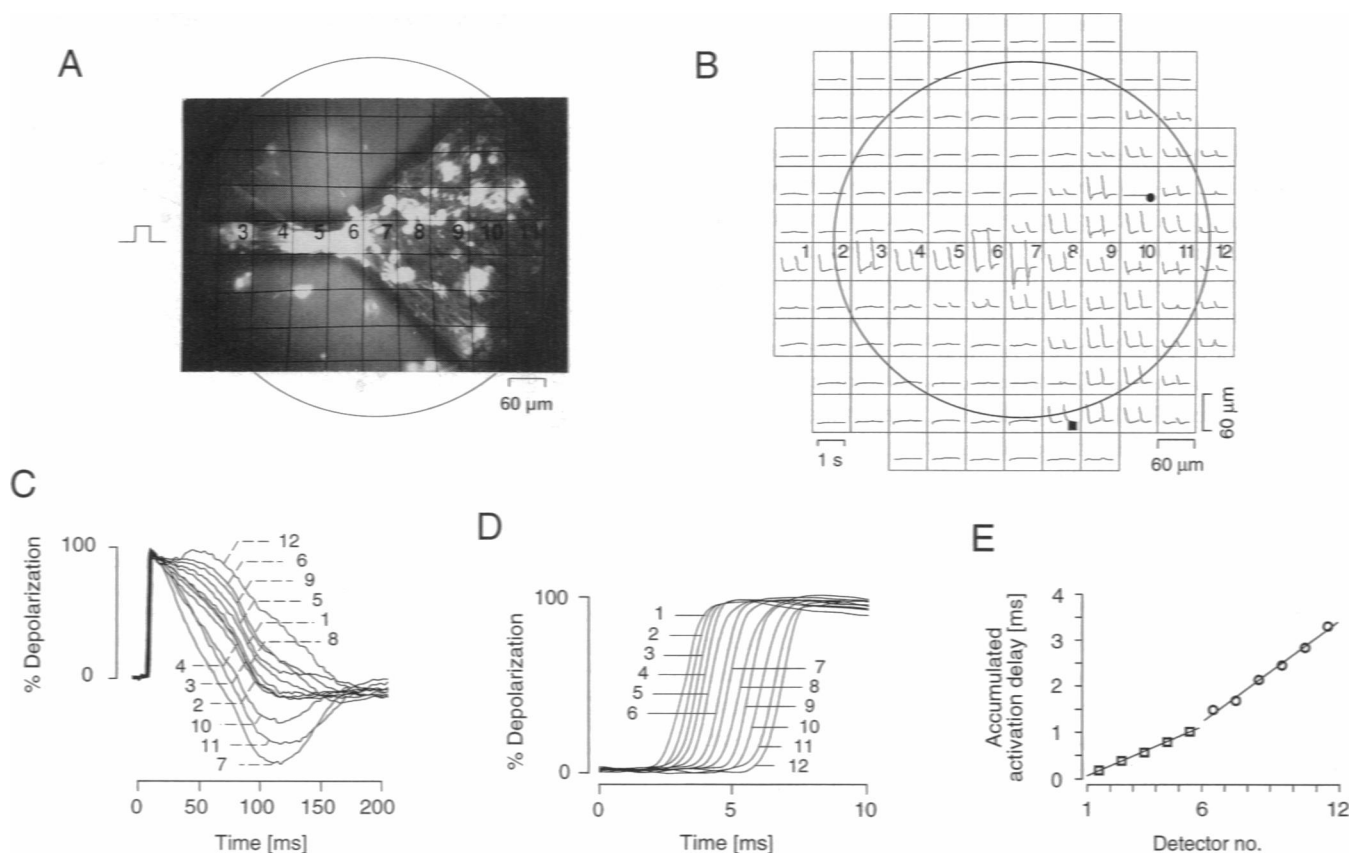 A
3 4 5 6 7 8 9 10 11
60 µm
B
1 2 3 4 5 6 7 8 9 10 11 12
1 s
60 µm
60 µm
C
% Depolarization
100
0
12
6
9
5
1
8
4
3
2
10
11
7
0 50 100 150 200
Time [ms]
D
% Depolarization
100
0
1
2
3
4
5
6
7
8
9
10
11
12
0 5 10
Time [ms]
E
Accumulated
activation delay [ms]
4
3
2
1
0
1 6 12
Detector no.